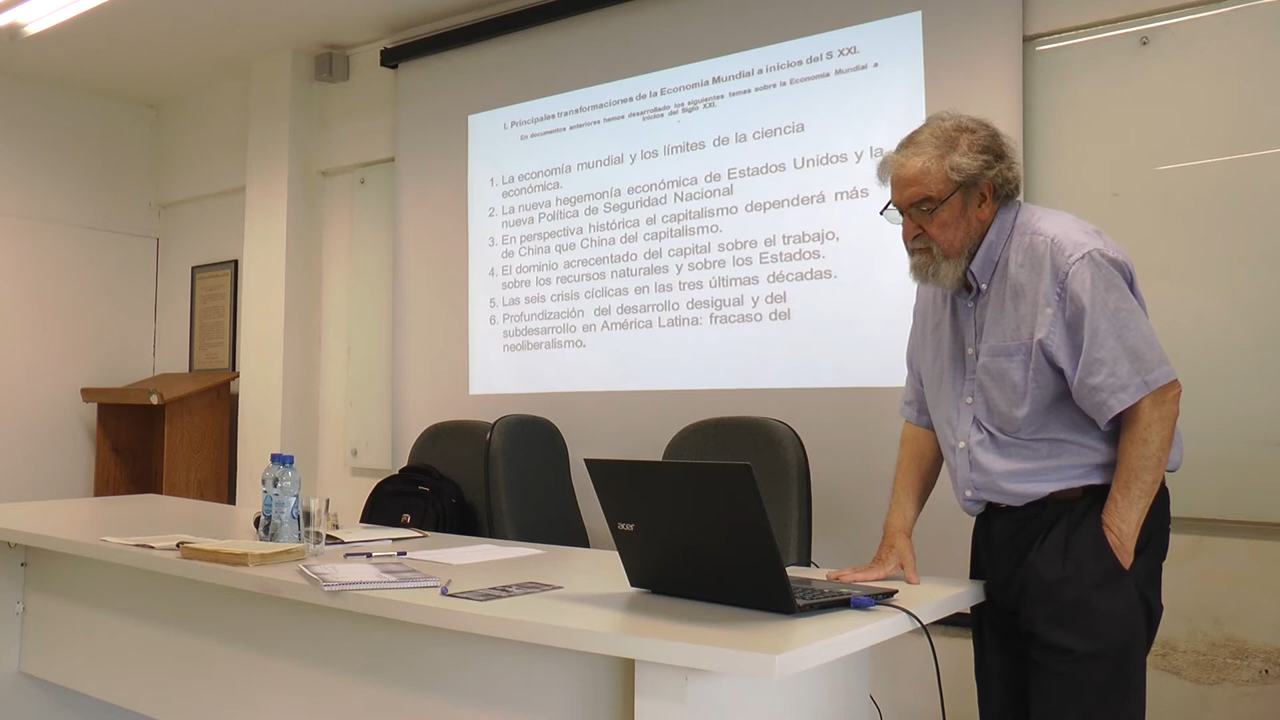 I. Principales transformaciones de la Economia Mundial a inicios del S XXI.
En documentos anteriores hemos desarrollado los siguientes temas sobre la Economia Mundial a
inicios del Siglo XXI.
1. La economía mundial y los límites de la ciencia
económica.
2. La nueva hegemonía económica de Estados Unidos y la
nueva Política de Seguridad Nacional
3. En perspectiva histórica el capitalismo dependerá más
de China que China del capitalismo.
4. El dominio acrecentado del capital sobre el trabajo,
sobre los recursos naturales y sobre los Estados.
5. Las seis crisis cíclicas en las tres últimas décadas.
6. Profundización del desarrollo desigual y del
subdesarrollo en América Latina: fracaso del
neoliberalismo.
acer